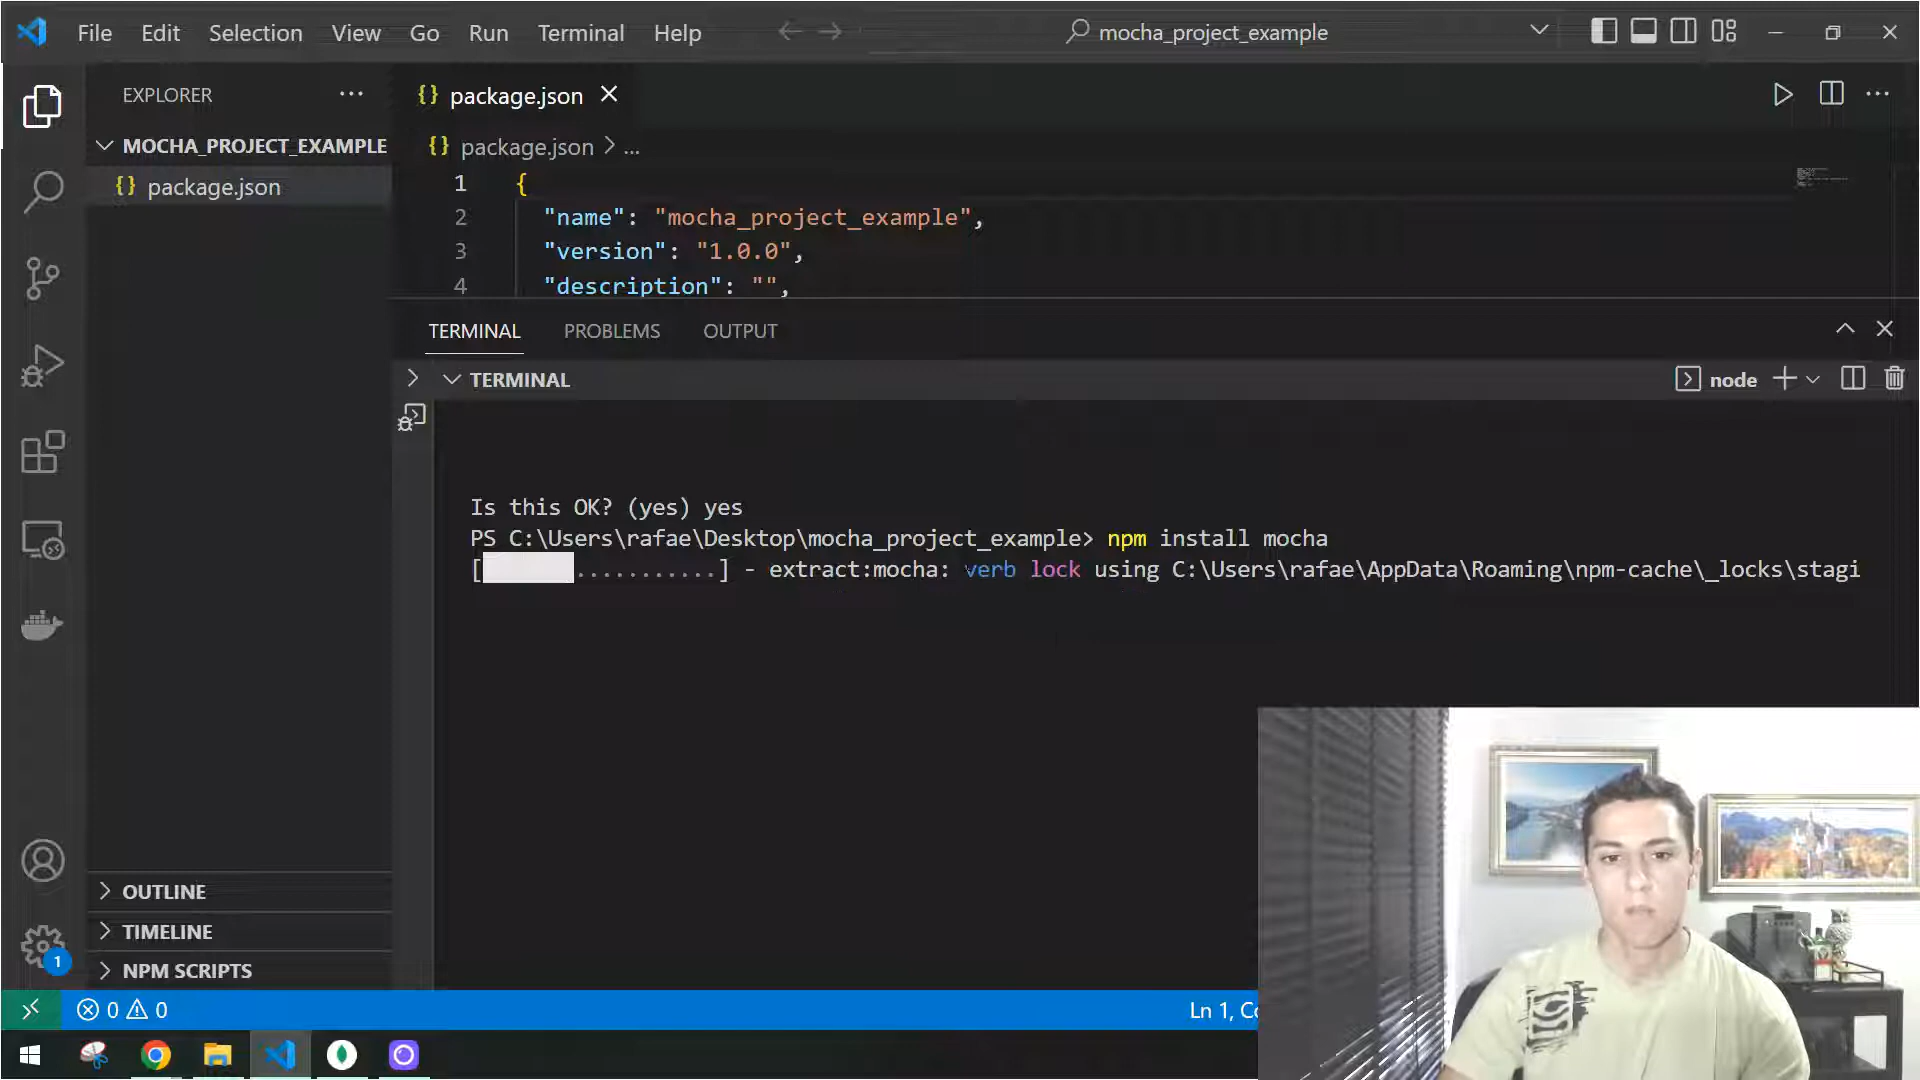 File Edit Selection View Go Run Terminal Help
mocha_project_example
EXPLORER
package.json
MOCHA_PROJECT_EXAMPLE
package.json > ...
package.json
1 {
2 "name": "mocha_project_example",
3 "version": "1.0.0",
4 "description": "",
TERMINAL PROBLEMS OUTPUT
TERMINAL
node
Is this OK? (yes) yes
PS C:\Users\rafae\Desktop\mocha_project_example> npm install mocha
[...........] - extract:mocha: verb lock using C:\Users\rafae\AppData\Roaming\npm-cache\_locks\stagi
OUTLINE
TIMELINE
NPM SCRIPTS
1
0 0
Ln 1, Co